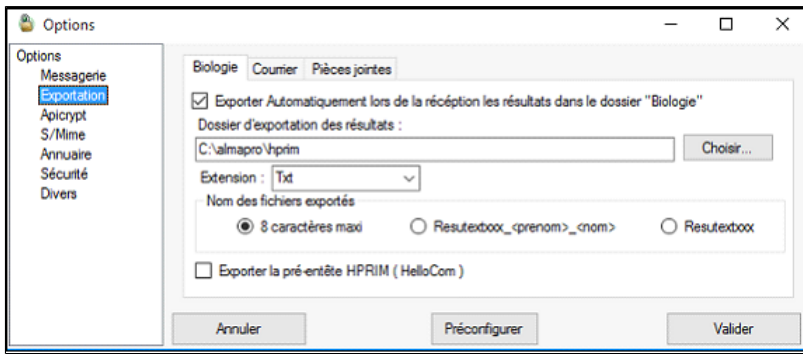 Options
Options
Messagerie
Exportation
Apicrypt
S/Mime
Annuaire
Sécurité
Divers
Biologie Courrier Pièces jointes
Exporter Automatiquement lors de la récéption les résultats dans le dossier "Biologie"
Dossier d'exportation des résultats :
C:\almapro\hprim Choisir...
Extension : Txt
Nom des fichiers exportés
8 caractères maxi Resutextxxx_<prenom>_<nom> Resutextxxx
Exporter la pré-entête HPRIM ( HelloCom )
Annuler Préconfigurer Valider